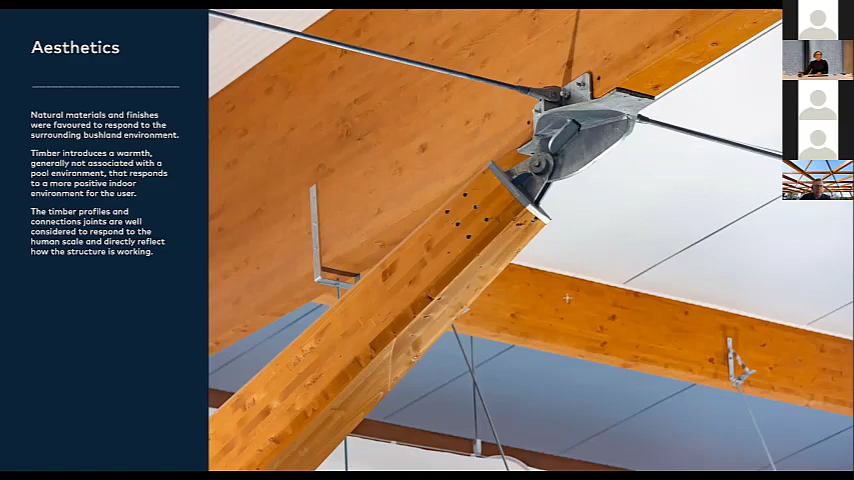 Aesthetics
Natural materials and finishes
were favoured to respond to the
surrounding bushland environment.
Timber introduces a warmth,
generally not associated with a
pool environment, that responds
to a more positive indoor
environment for the user.
The timber profiles and
connections joints are well
considered to respond to the
human scale and directly reflect
how the structure is working.